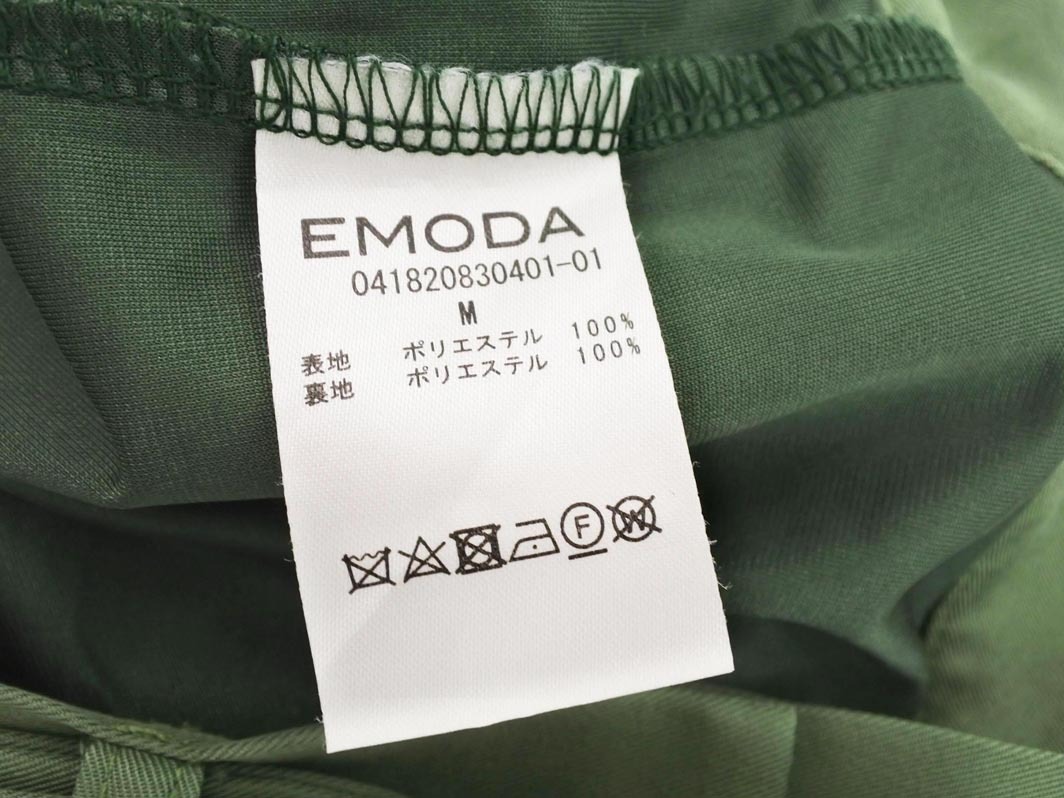 EMODA
041820830401-01
M
表地 ポリエステル 100%
裏地 ポリエステル 100%
F
W